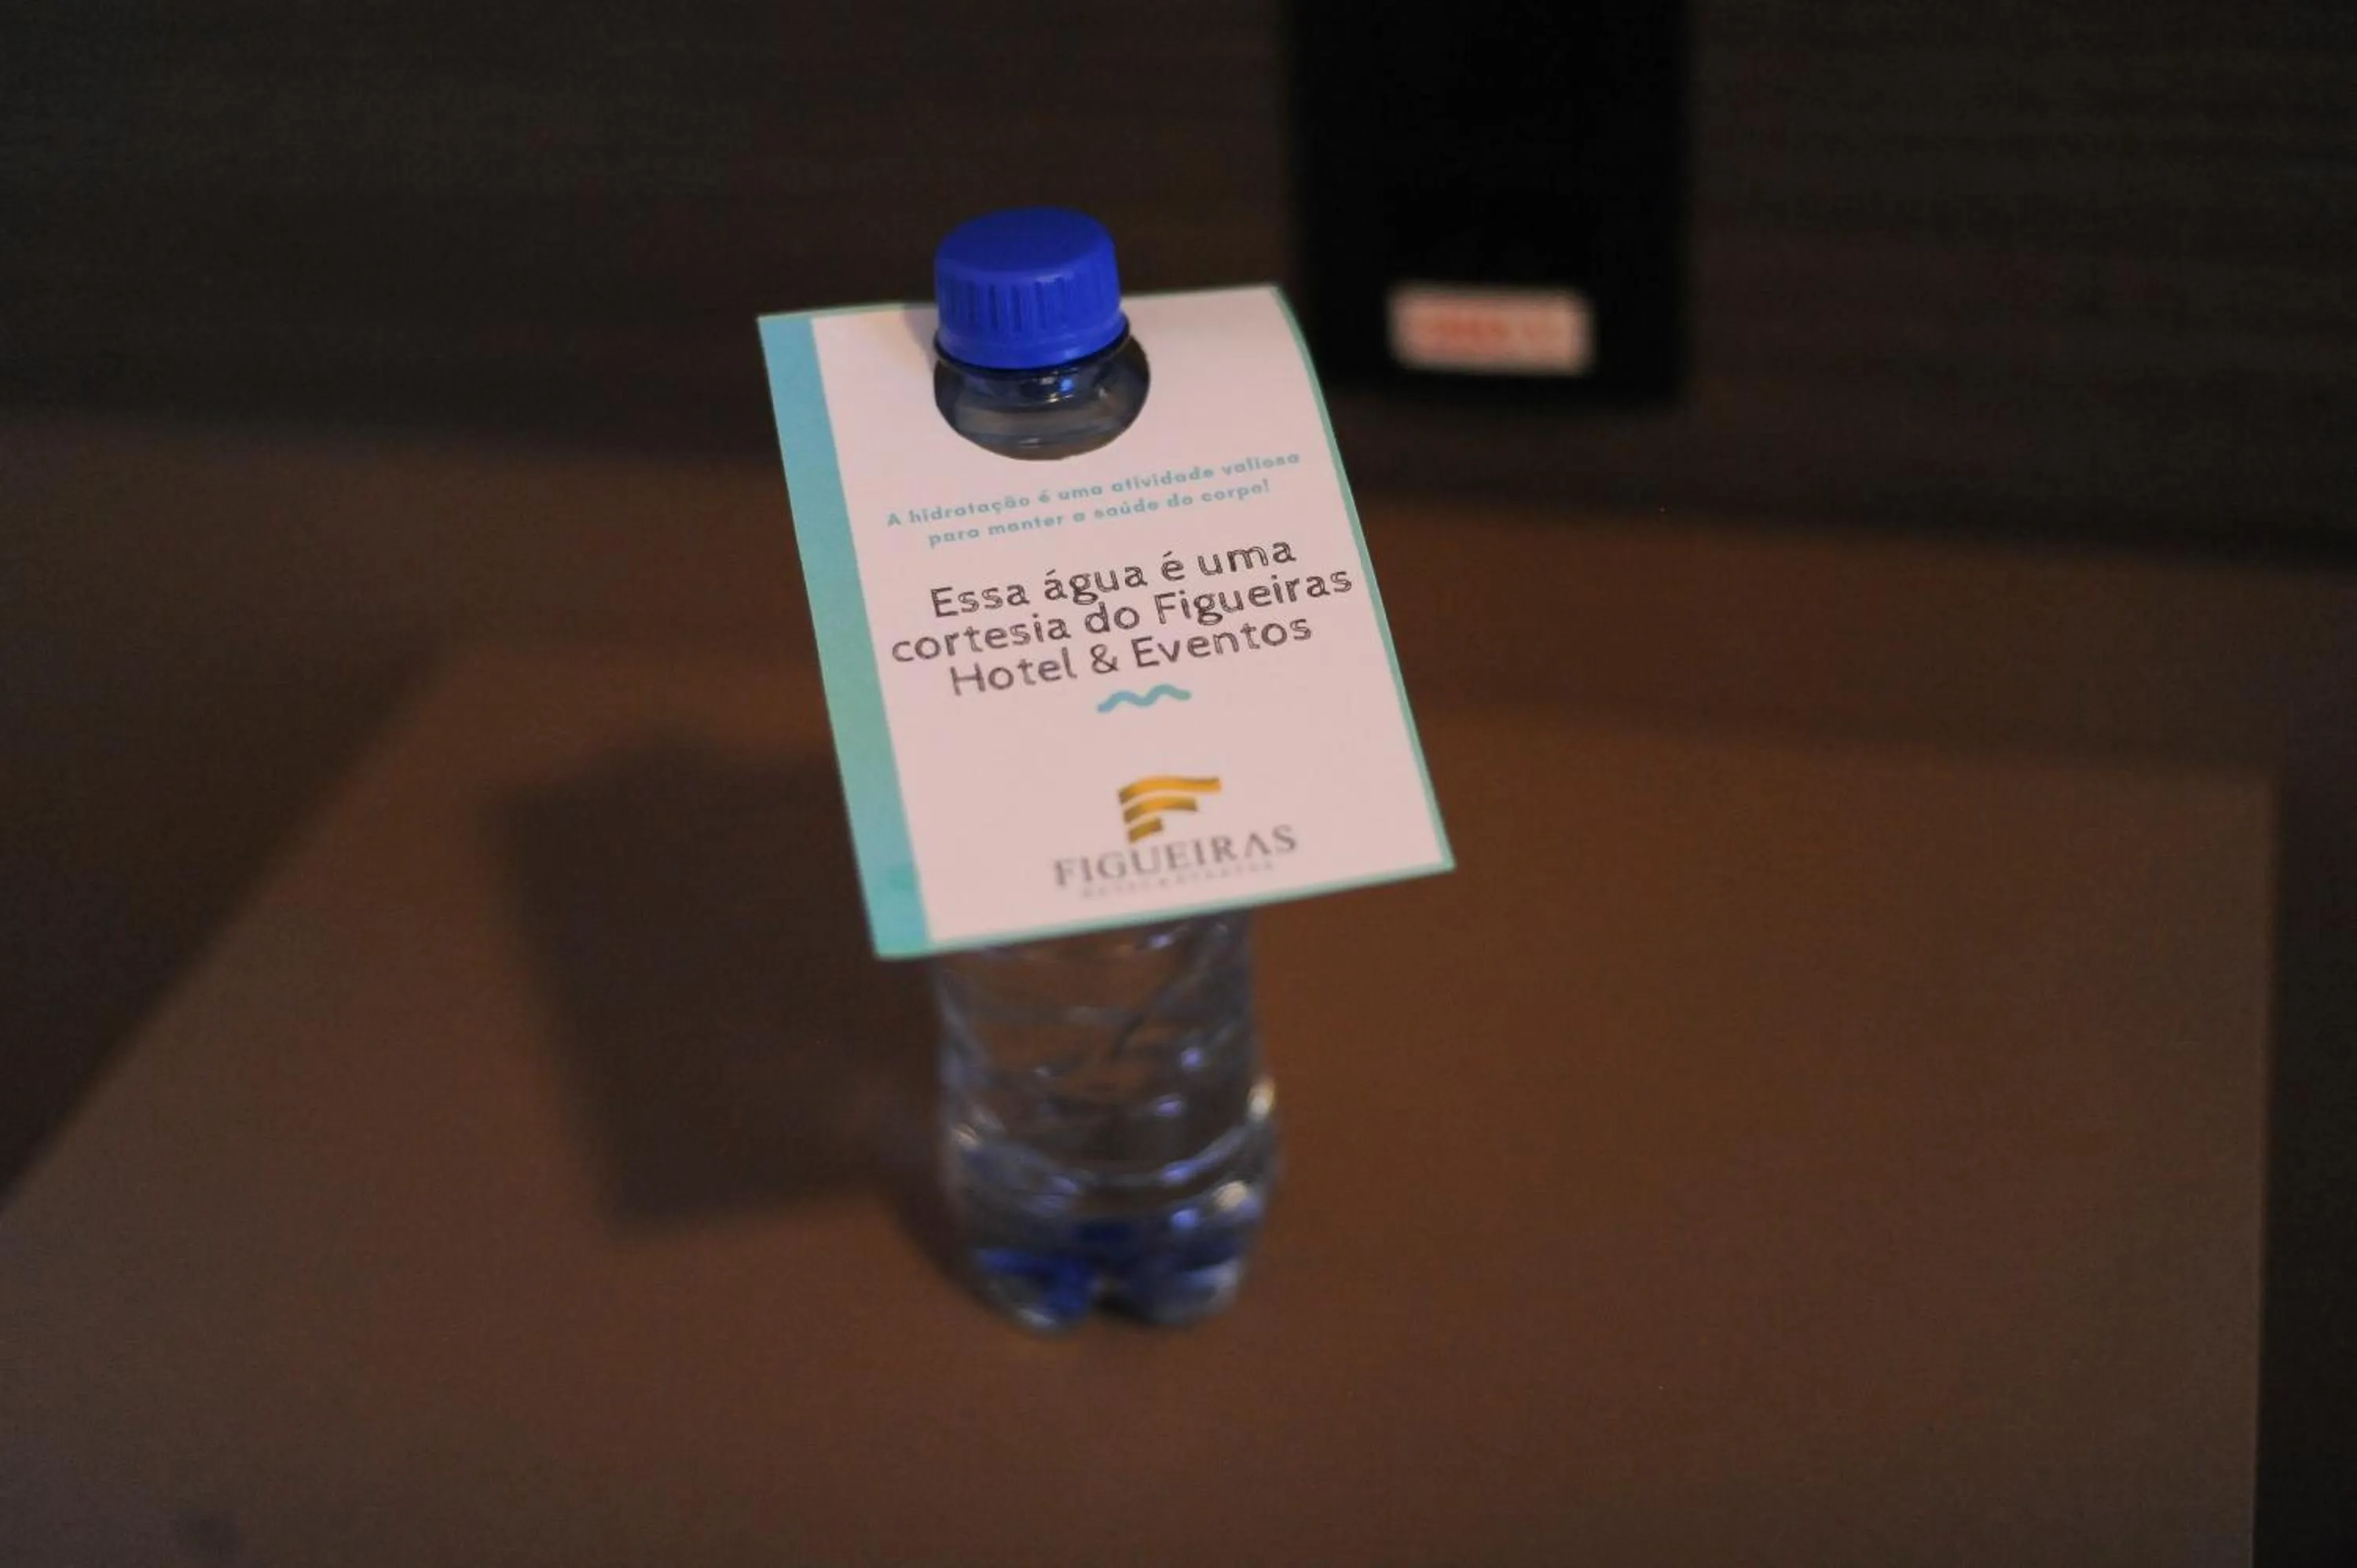 A hidratação é uma atividade valiosa
para manter a saúde do corpo!
Essa água é uma
cortesia do Figueiras
Hotel & Eventos
FIGUEIRAS